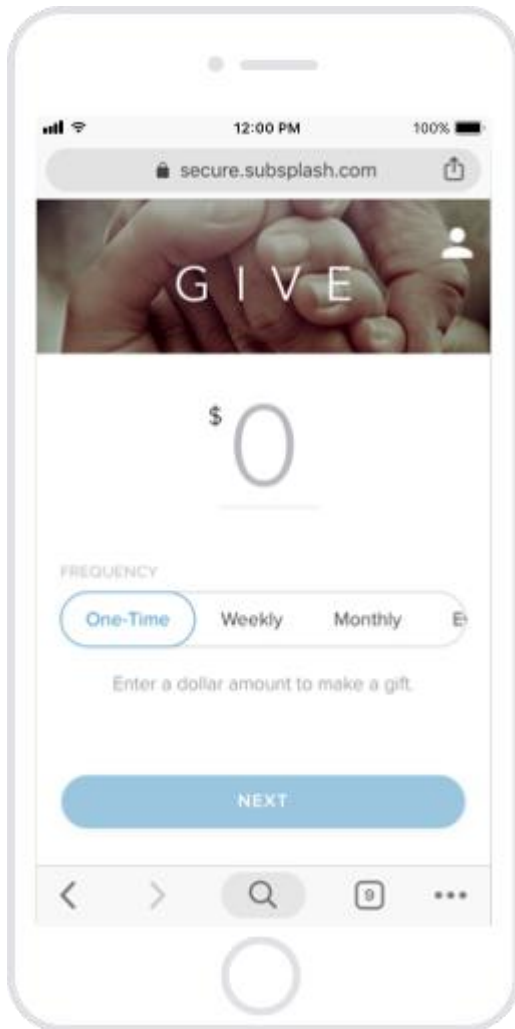 12:00 PM 100%
secure.subsplash.com
GIVE
$0
FREQUENCY
One-Time Weekly Monthly E
Enter a dollar amount to make a gift.
NEXT
9